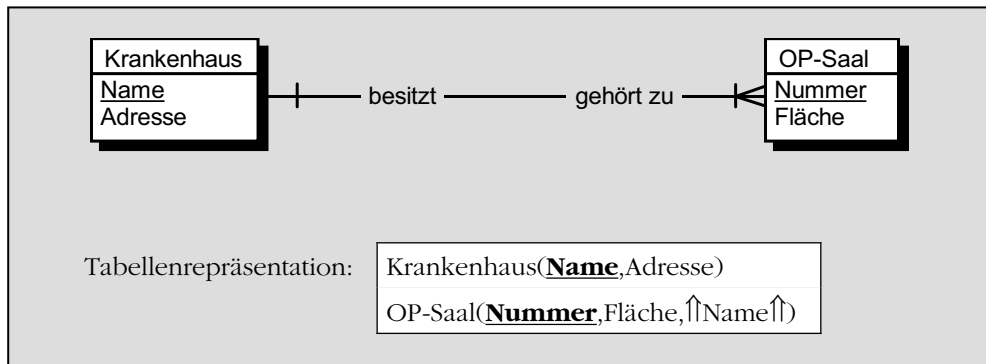 Krankenhaus
Name
Adresse
besitzt
gehört zu
OP-Saal
Nummer
Fläche
Tabellenrepräsentation:
Krankenhaus(Name,Adresse)
OP-Saal(Nummer,Fläche,⇑Name⇑)